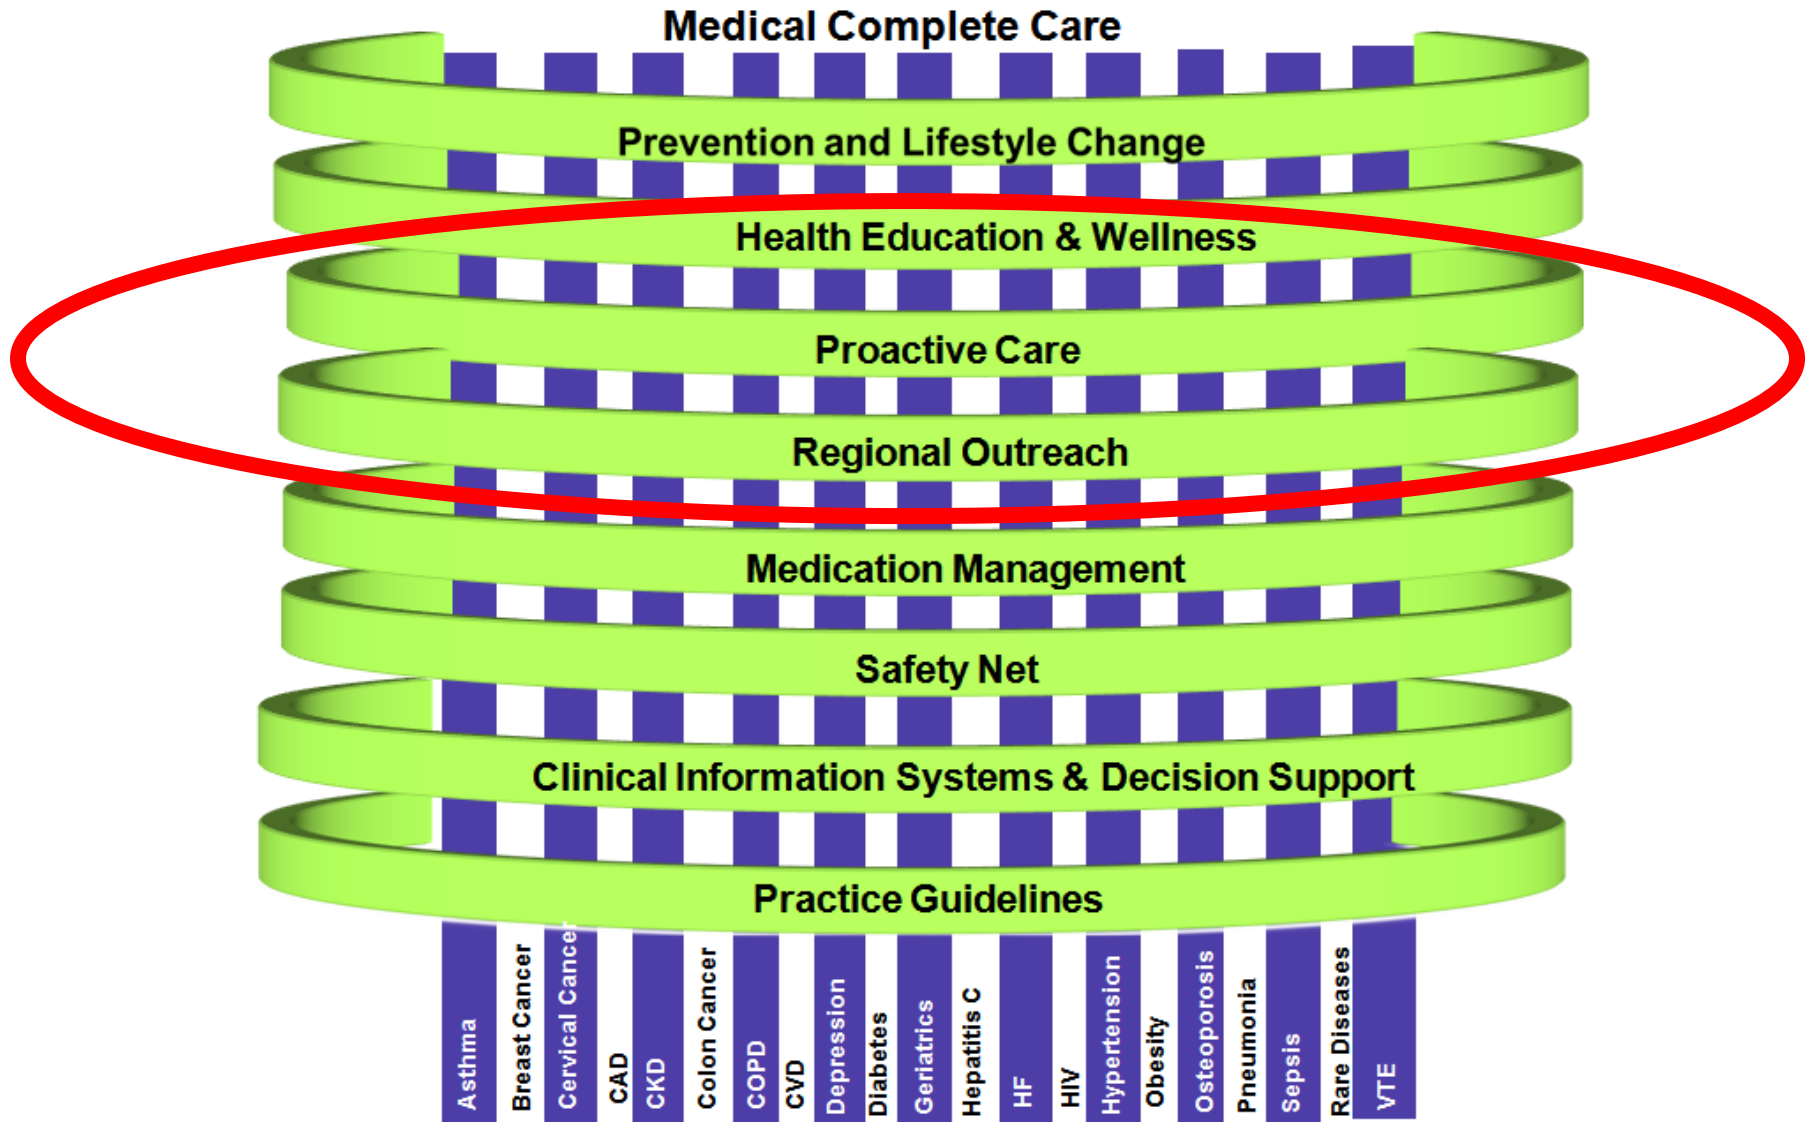 Medical Complete Care
Prevention and Lifestyle Change
Health Education & Wellness
Proactive Care
Regional Outreach
Medication Management
Safety Net
Clinical Information Systems & Decision Support
Practice Guidelines
Asthma
Breast Cancer
Cervical Cancer
CAD
CKD
Colon Cancer
COPD
CVD
Depression
Diabetes
Geriatrics
Hepatitis C
HF
HIV
Hypertension
Obesity
Osteoporosis
Pneumonia
Sepsis
Rare Diseases
VTE